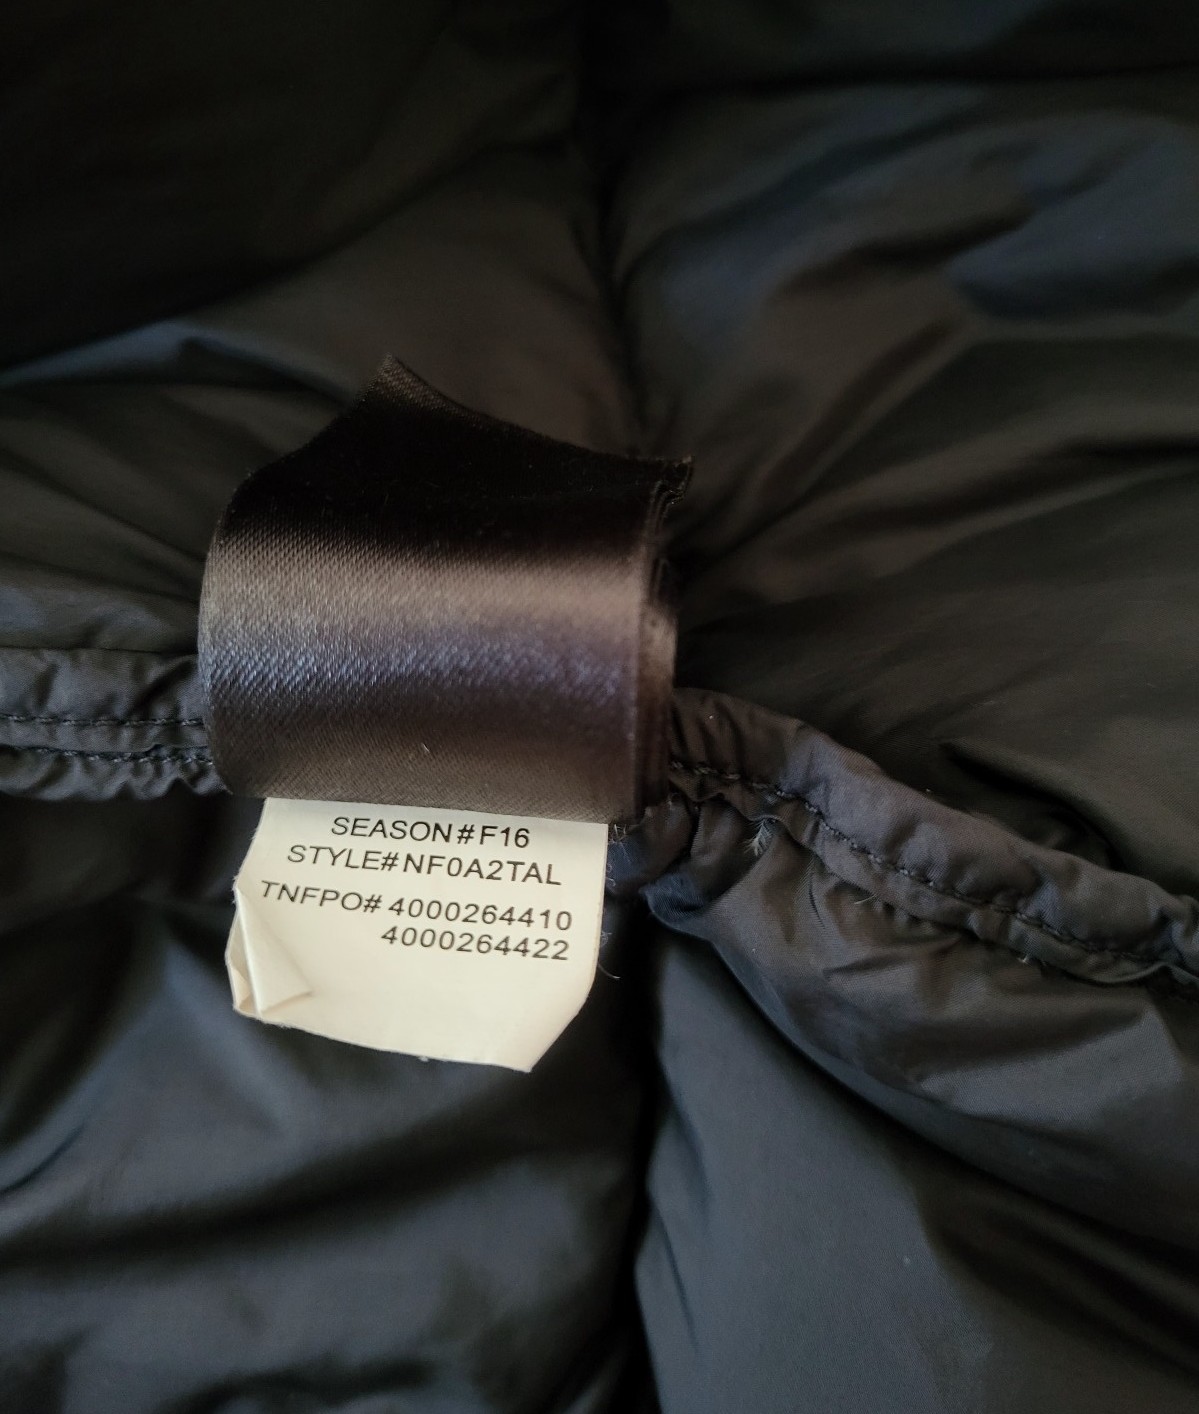 SEASON#F16
STYLE#NF0A2TAL
TNFPO# 4000264410
4000264422